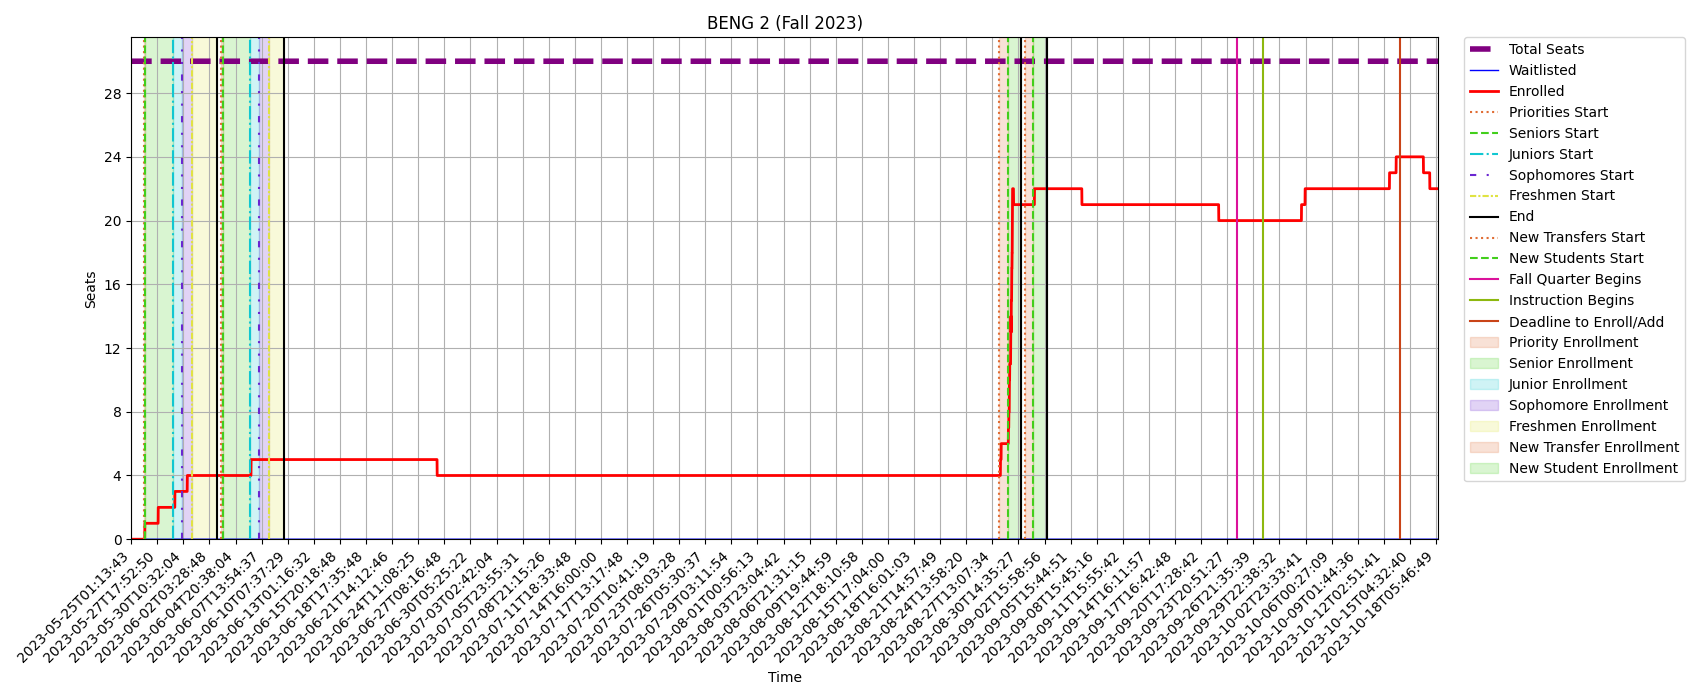 BENG 2 (Fall 2023)
Seats
28
24
20
16
12
8
4
0
2023-05-25T01:13:43
2023-05-27T17:52:50
2023-05-30T10:32:04
2023-06-02T03:28:48
2023-06-04T20:38:04
2023-06-07T13:54:37
2023-06-10T07:37:29
2023-06-13T01:16:32
2023-06-15T20:18:48
2023-06-18T17:35:48
2023-06-21T14:12:46
2023-06-24T11:08:25
2023-06-27T08:16:48
2023-06-30T05:25:22
2023-07-03T02:42:04
2023-07-05T23:55:31
2023-07-08T21:15:26
2023-07-11T18:33:48
2023-07-14T16:00:00
2023-07-17T13:17:48
2023-07-20T10:41:19
2023-07-23T08:03:28
2023-07-26T05:30:37
2023-07-29T03:11:54
2023-08-01T00:56:13
2023-08-03T23:04:42
2023-08-06T21:31:15
2023-08-09T19:44:59
2023-08-12T18:10:58
2023-08-15T17:04:00
2023-08-18T16:01:03
2023-08-21T14:57:49
2023-08-24T13:58:20
2023-08-27T13:07:34
2023-08-30T14:35:27
2023-09-02T15:58:56
2023-09-05T15:44:51
2023-09-08T15:45:16
2023-09-11T15:55:42
2023-09-14T16:11:57
2023-09-17T16:42:48
2023-09-20T17:28:42
2023-09-23T20:51:27
2023-09-26T21:35:39
2023-09-29T22:38:32
2023-10-02T23:33:41
2023-10-06T00:27:09
2023-10-09T01:44:36
2023-10-12T02:51:41
2023-10-15T04:32:40
2023-10-18T05:46:49
Time
Total Seats
Waitlisted
Enrolled
Priorities Start
Seniors Start
Juniors Start
Sophomores Start
Freshmen Start
End
New Transfers Start
New Students Start
Fall Quarter Begins
Instruction Begins
Deadline to Enroll/Add
Priority Enrollment
Senior Enrollment
Junior Enrollment
Sophomore Enrollment
Freshmen Enrollment
New Transfer Enrollment
New Student Enrollment